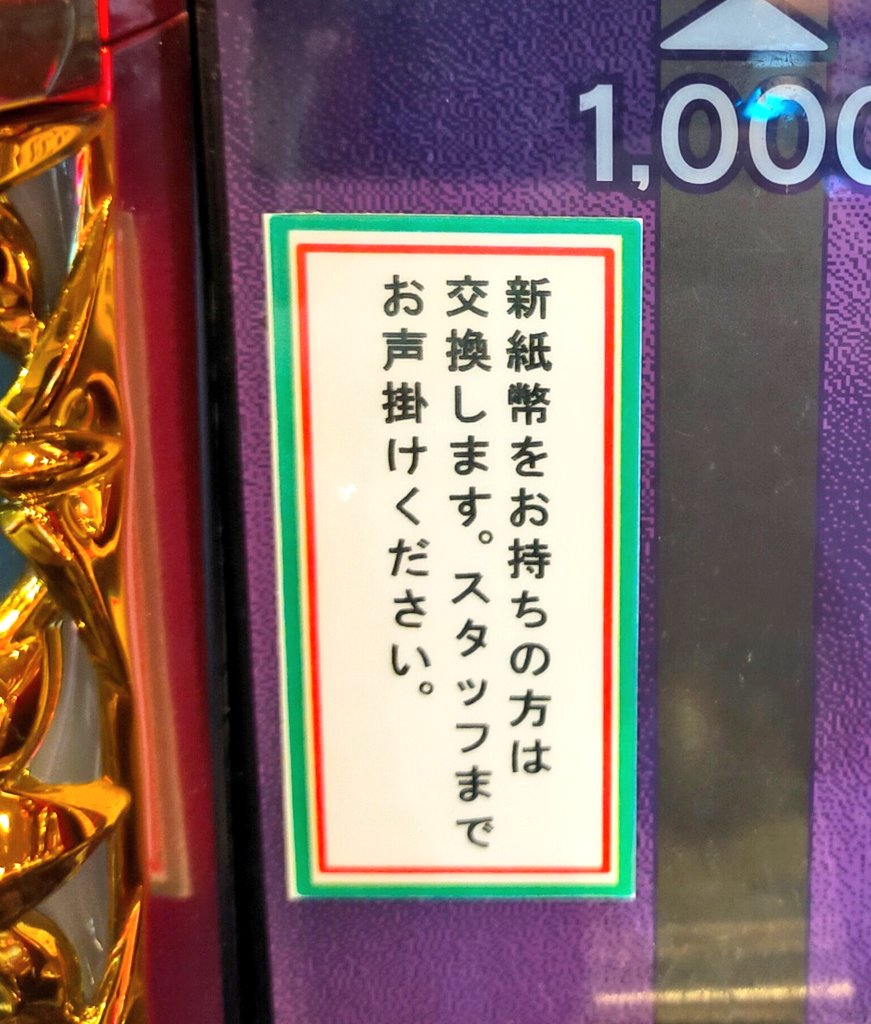 1,000
新紙幣をお持ちの方は
交換します。スタッフまで
お声掛けください。